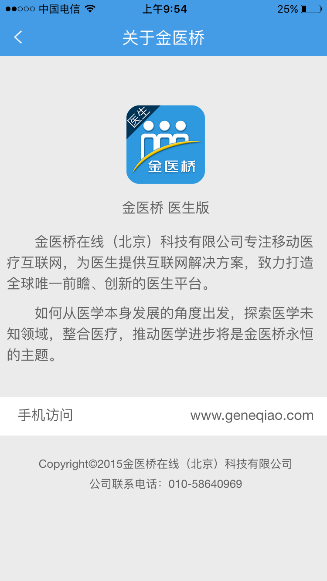 中国电信 上午9:54 25%
关于金医桥
医生
金医桥
金医桥 医生版
金医桥在线（北京）科技有限公司专注移动医
疗互联网，为医生提供互联网解决方案，致力打造
全球唯一前瞻、创新的医生平台。
如何从医学本身发展的角度出发，探索医学未
知领域，整合医疗，推动医学进步将是金医桥永恒
的主题。
手机访问 www.geneqiao.com
Copyright©2015金医桥在线（北京）科技有限公司
公司联系电话：010-58640969